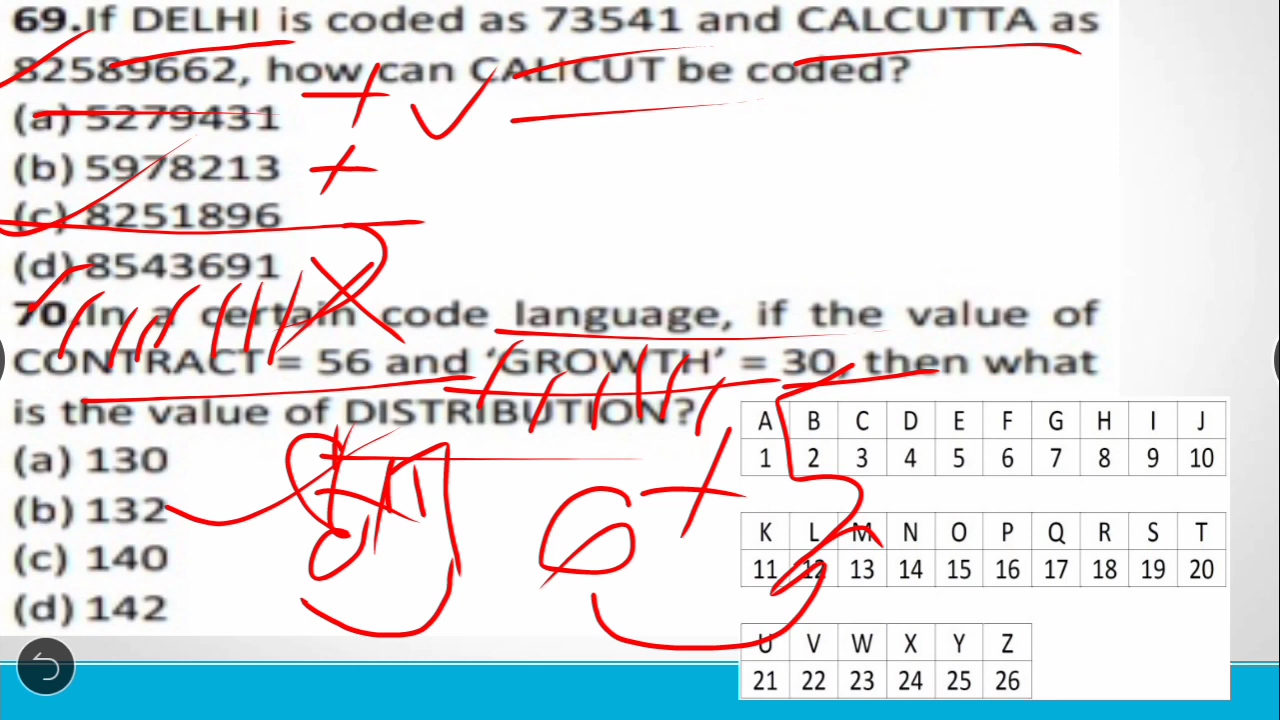 69.If DELHI is coded as 73541 and CALCUTTA as
82589662, how can CALICUT be coded?
(a) 5279431
(b) 5978213
(c) 8251896
(d) 8543691
70.In a certain code language, if the value of
CONTRACT = 56 and ‘GROWTH’ = 30, then what
is the value of DISTRIBUTION?
(a) 130
(b) 132
(c) 140
(d) 142
A B C D E F G H I J
1 2 3 4 5 6 7 8 9 10
K L M N O P Q R S T
11 12 13 14 15 16 17 18 19 20
U V W X Y Z
21 22 23 24 25 26